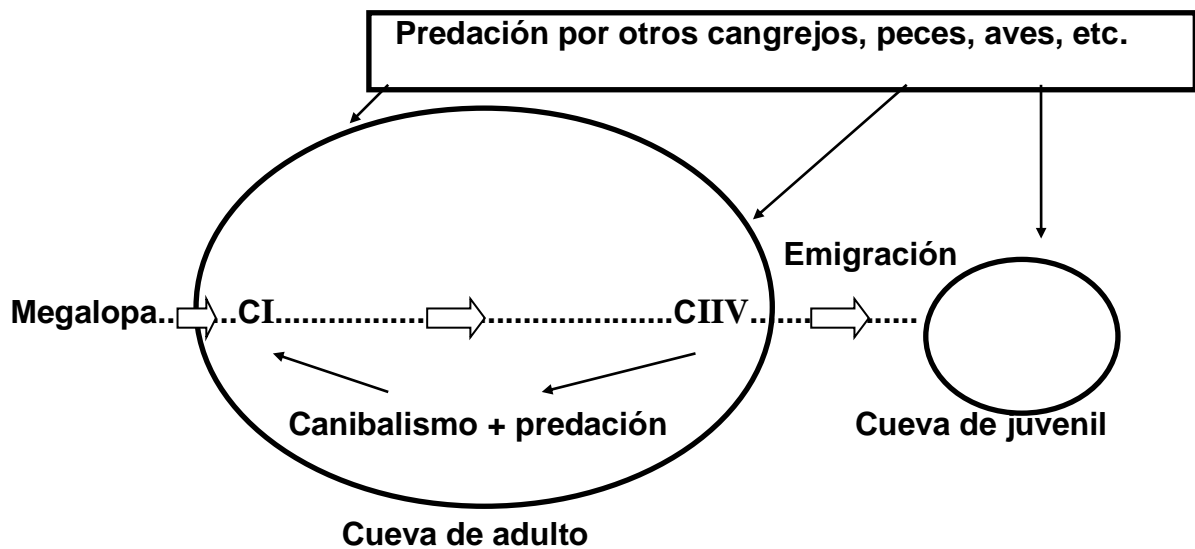 Predación por otros cangrejos, peces, aves, etc.
Emigración
Megalopa......CI......................................CIIV.............
Canibalismo + predación
Cueva de juvenil
Cueva de adulto